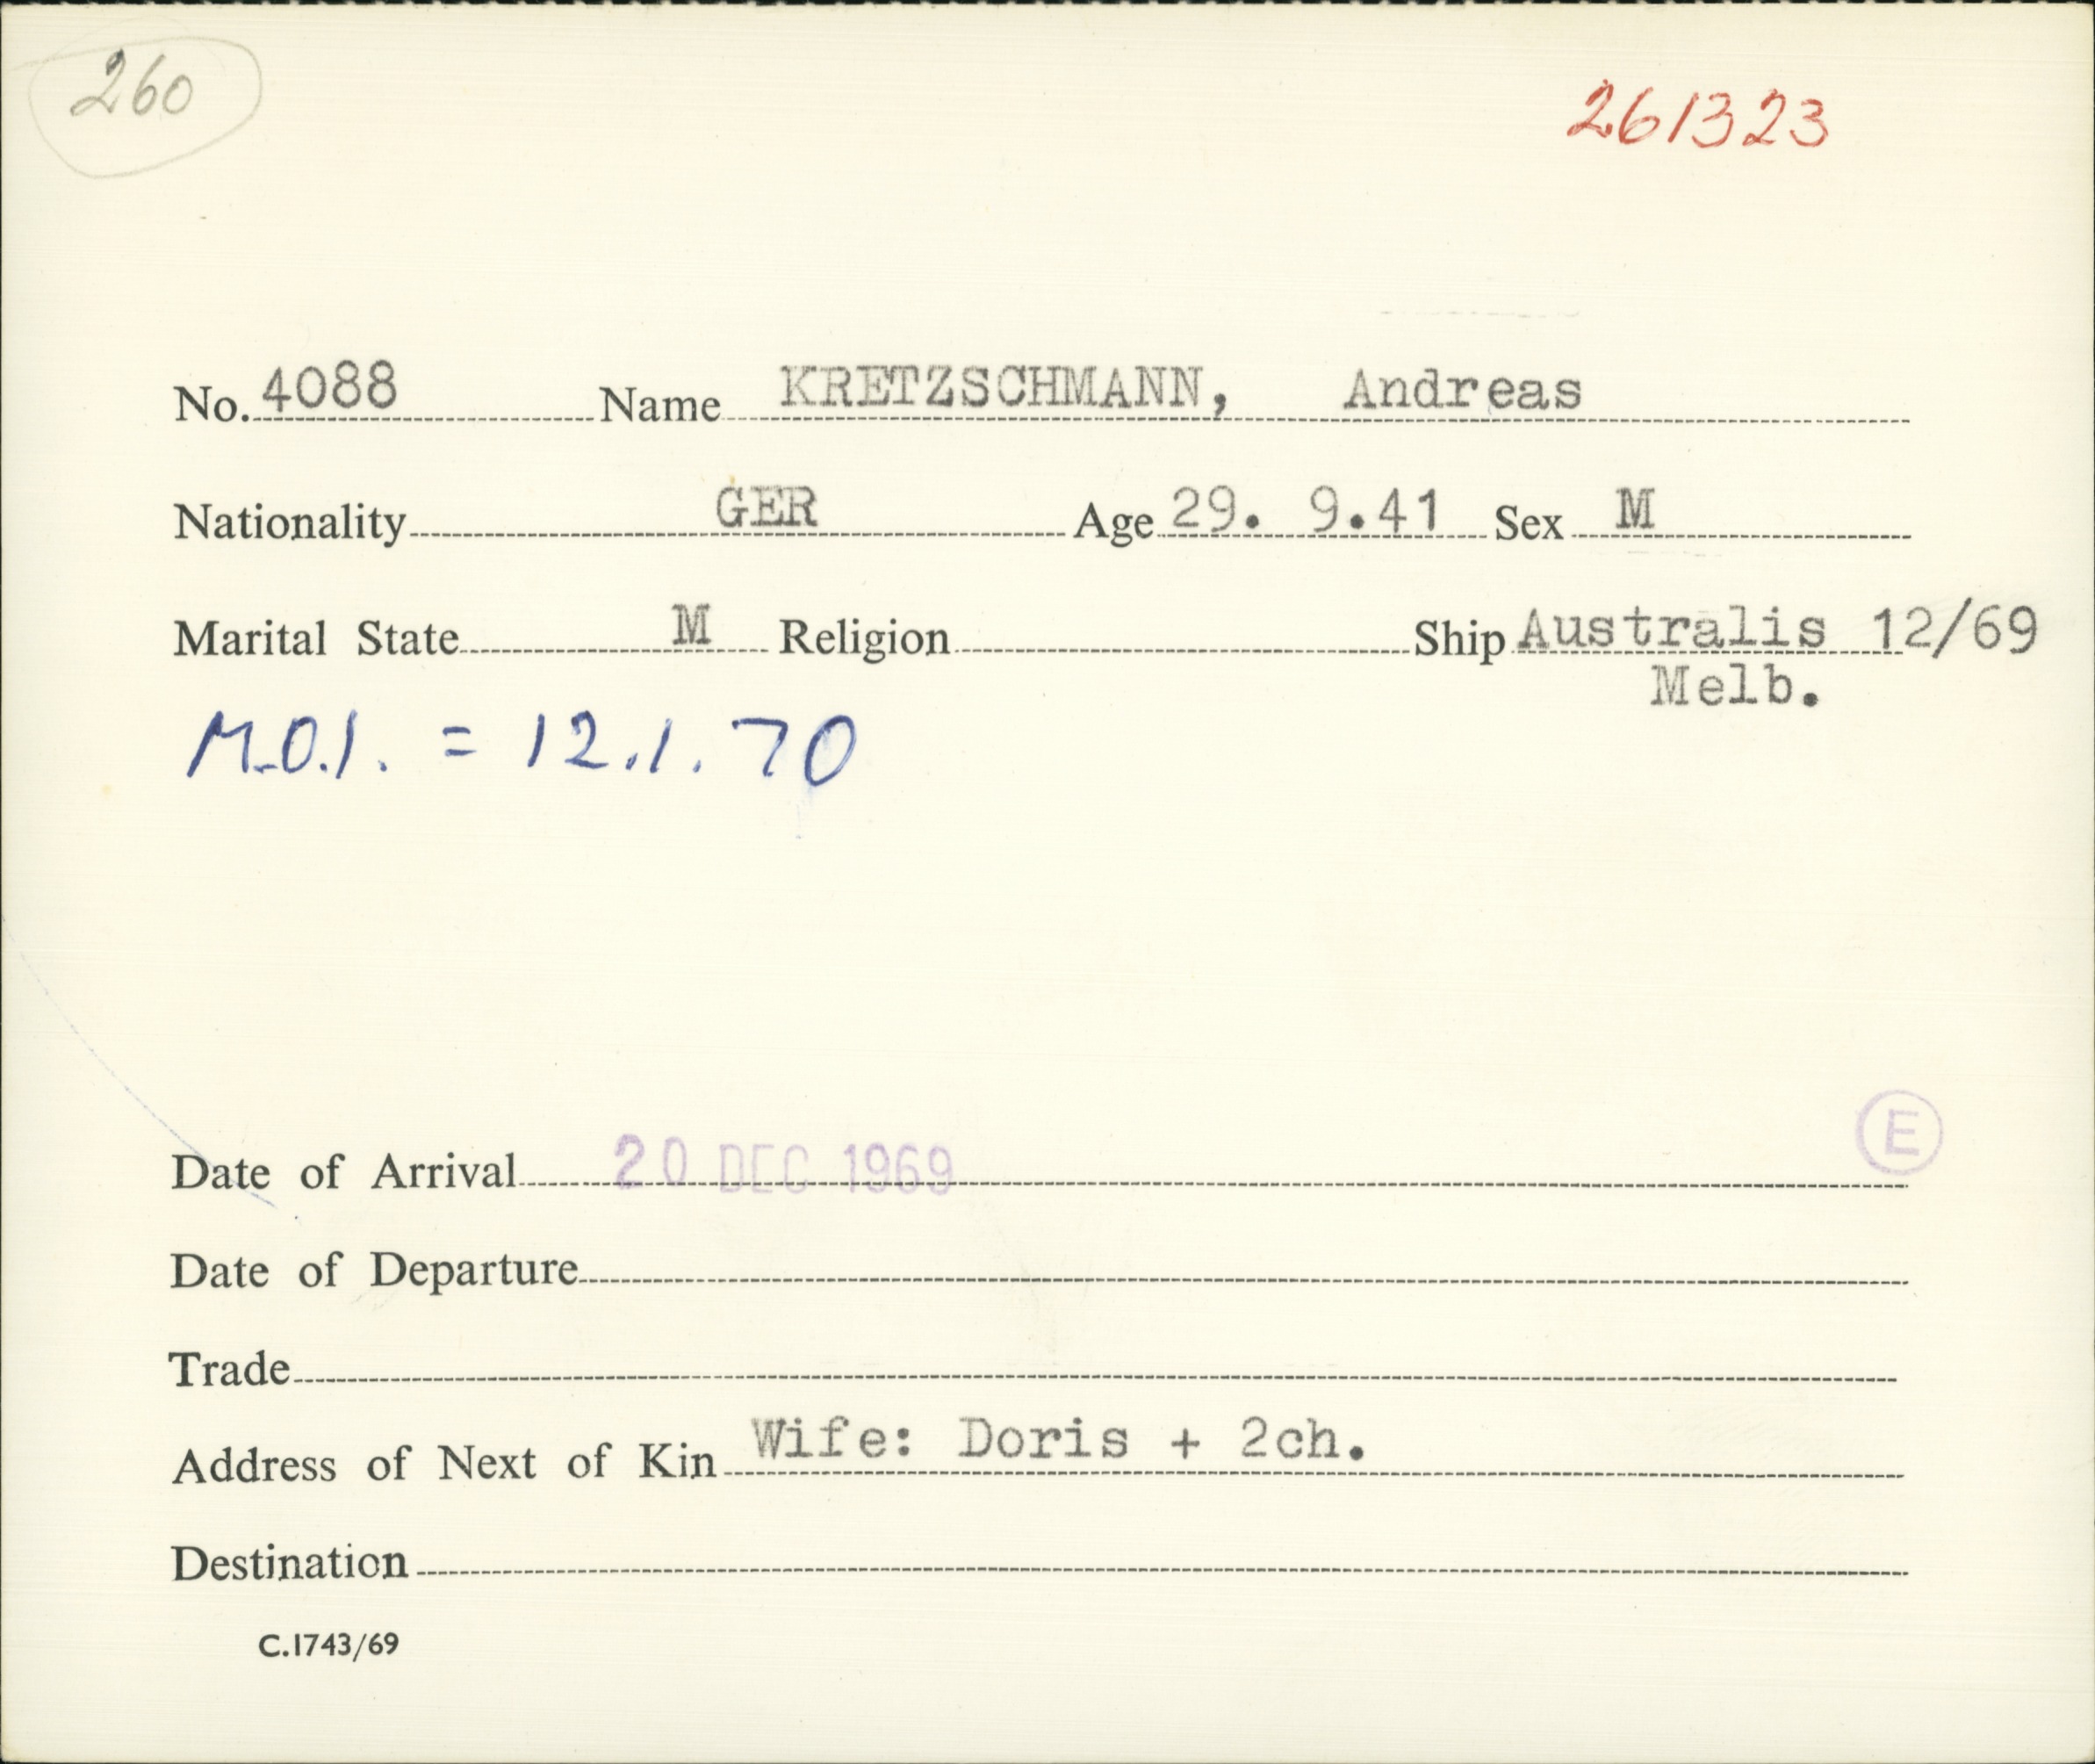 260
261323
No. 4088 Name KRETZSCHMANN, Andreas
Nationality GER Age 29. 9.41 Sex M
Marital State M Religion Ship Australis 12/69
Melb.
M.O.I. = 12.1.70
E
Date of Arrival 20 DEC 1969
Date of Departure
Trade
Address of Next of Kin Wife: Doris + 2ch.
Destination
C.1743/69